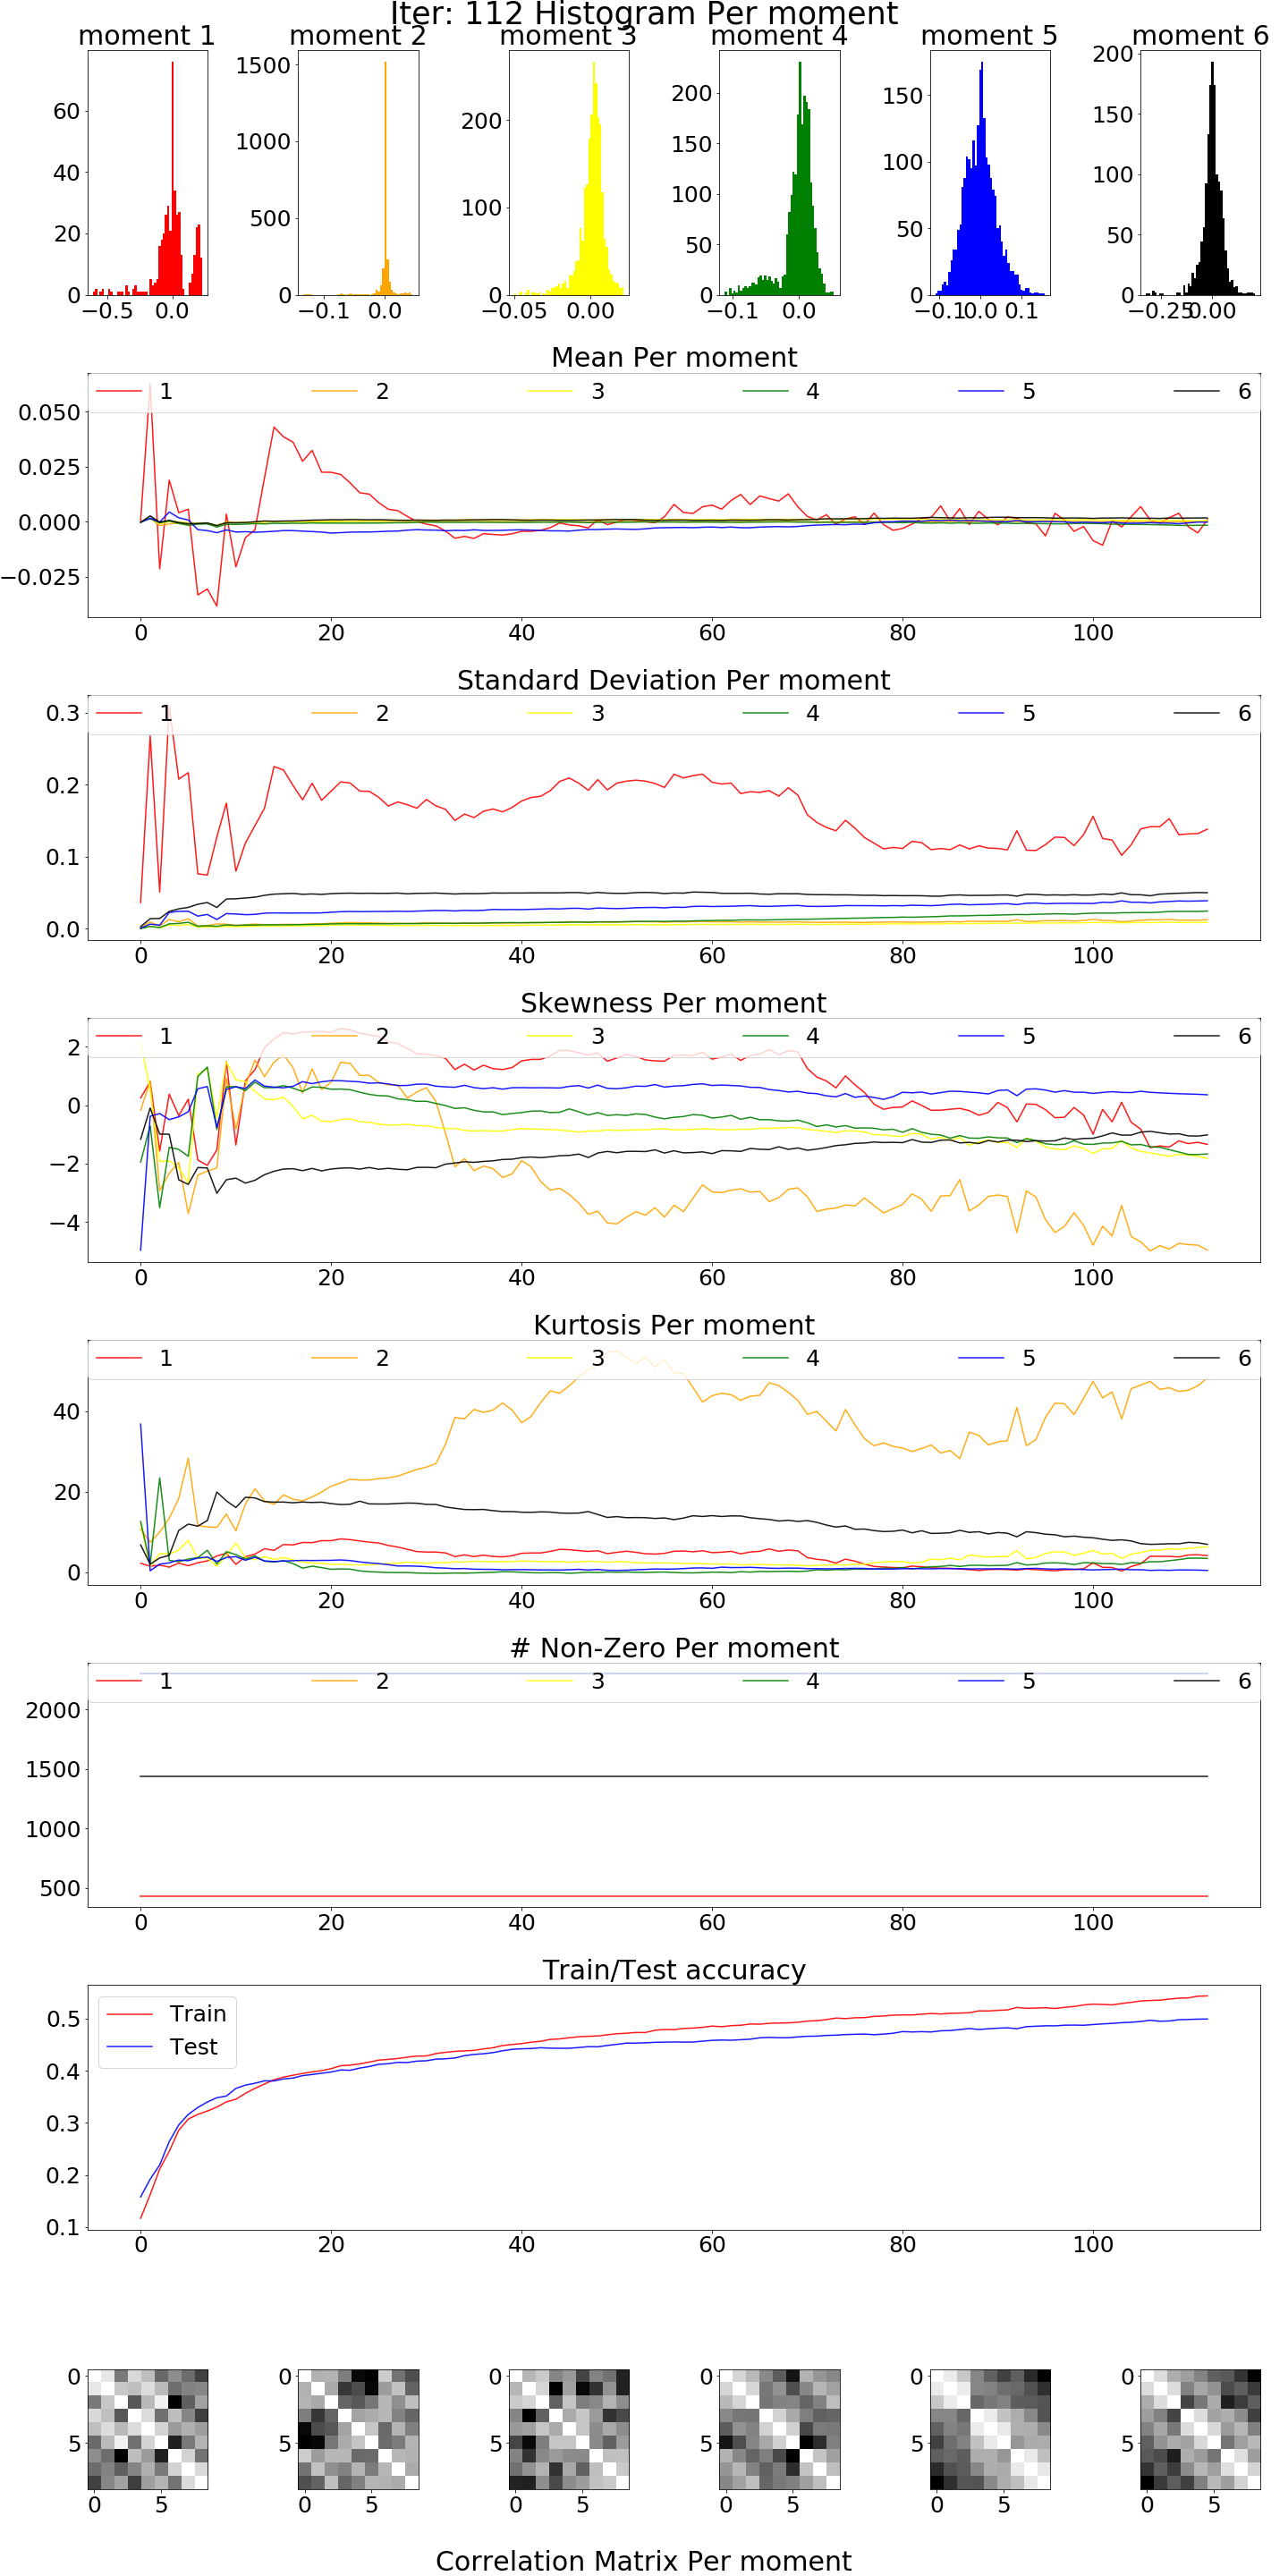 Iter: 112 Histogram Per moment
moment 1 moment 2 moment 3 moment 4 moment 5 moment 6
60
40
20
0
−0.5 0.0
1500
1000
500
0
−0.1 0.0
200
100
0
−0.05 0.00
200
150
100
50
0
−0.1 0.0
150
100
50
0
−0.1 0.0 0.1
200
150
100
50
0
−0.25 0.00
Mean Per moment
1 2 3 4 5 6
0.050
0.025
0.000
−0.025
0 20 40 60 80 100
Standard Deviation Per moment
1 2 3 4 5 6
0.3
0.2
0.1
0.0
0 20 40 60 80 100
Skewness Per moment
1 2 3 4 5 6
2
0
−2
−4
0 20 40 60 80 100
Kurtosis Per moment
1 2 3 4 5 6
40
20
0
0 20 40 60 80 100
# Non-Zero Per moment
1 2 3 4 5 6
2000
1500
1000
500
0 20 40 60 80 100
Train/Test accuracy
Train
Test
0.5
0.4
0.3
0.2
0.1
0 20 40 60 80 100
0 0 0 0 0 0
5 5 5 5 5 5
0 5 0 5 0 5 0 5 0 5 0 5
Correlation Matrix Per moment